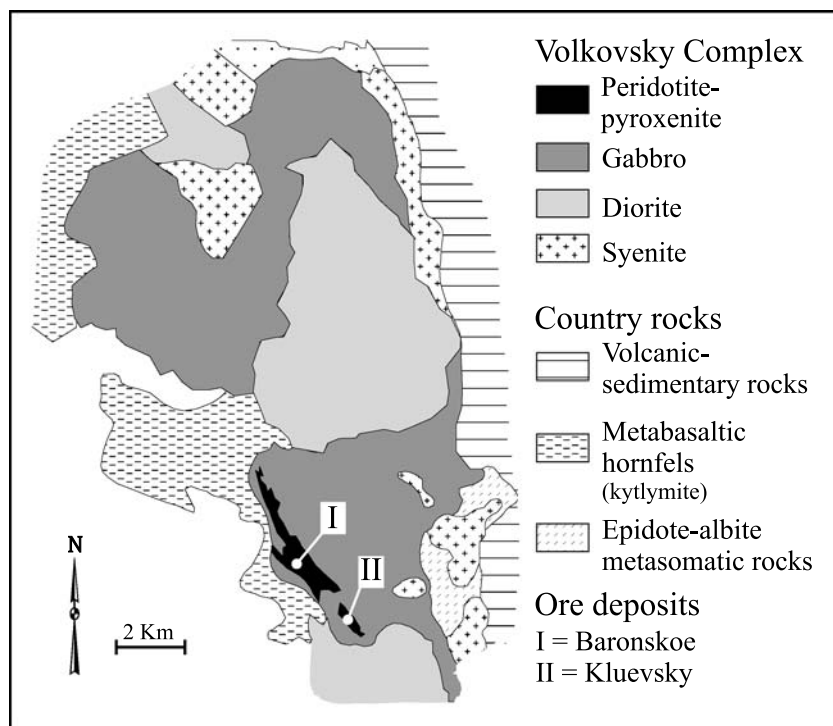 Volkovsky Complex
Peridotite-
pyroxenite
Gabbro
Diorite
Syenite
Country rocks
Volcanic-
sedimentary rocks
Metabasaltic
hornfels
(kytlymite)
Epidote-albite
metasomatic rocks
Ore deposits
I = Baronskoe
II = Kluevsky
I
II
N
2 Km